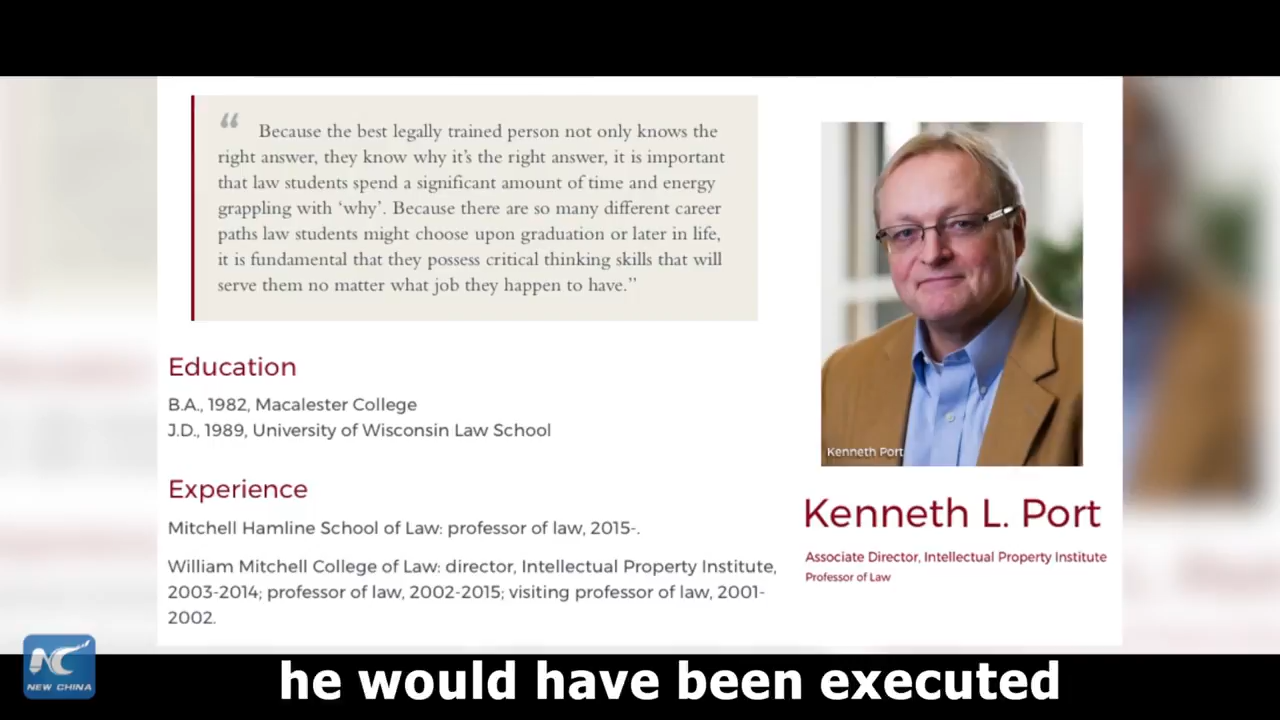 “ Because the best legally trained person not only knows the
right answer, they know why it’s the right answer, it is important
that law students spend a significant amount of time and energy
grappling with ‘why’. Because there are so many different career
paths law students might choose upon graduation or later in life,
it is fundamental that they possess critical thinking skills that will
serve them no matter what job they happen to have.”
Education
B.A., 1982, Macalester College
J.D., 1989, University of Wisconsin Law School
Experience
Mitchell Hamline School of Law: professor of law, 2015-.
William Mitchell College of Law: director, Intellectual Property Institute,
2003-2014; professor of law, 2002-2015; visiting professor of law, 2001-
2002.
Kenneth Port
Kenneth L. Port
Associate Director, Intellectual Property Institute
Professor of Law
NC
NEW CHINA
he would have been executed